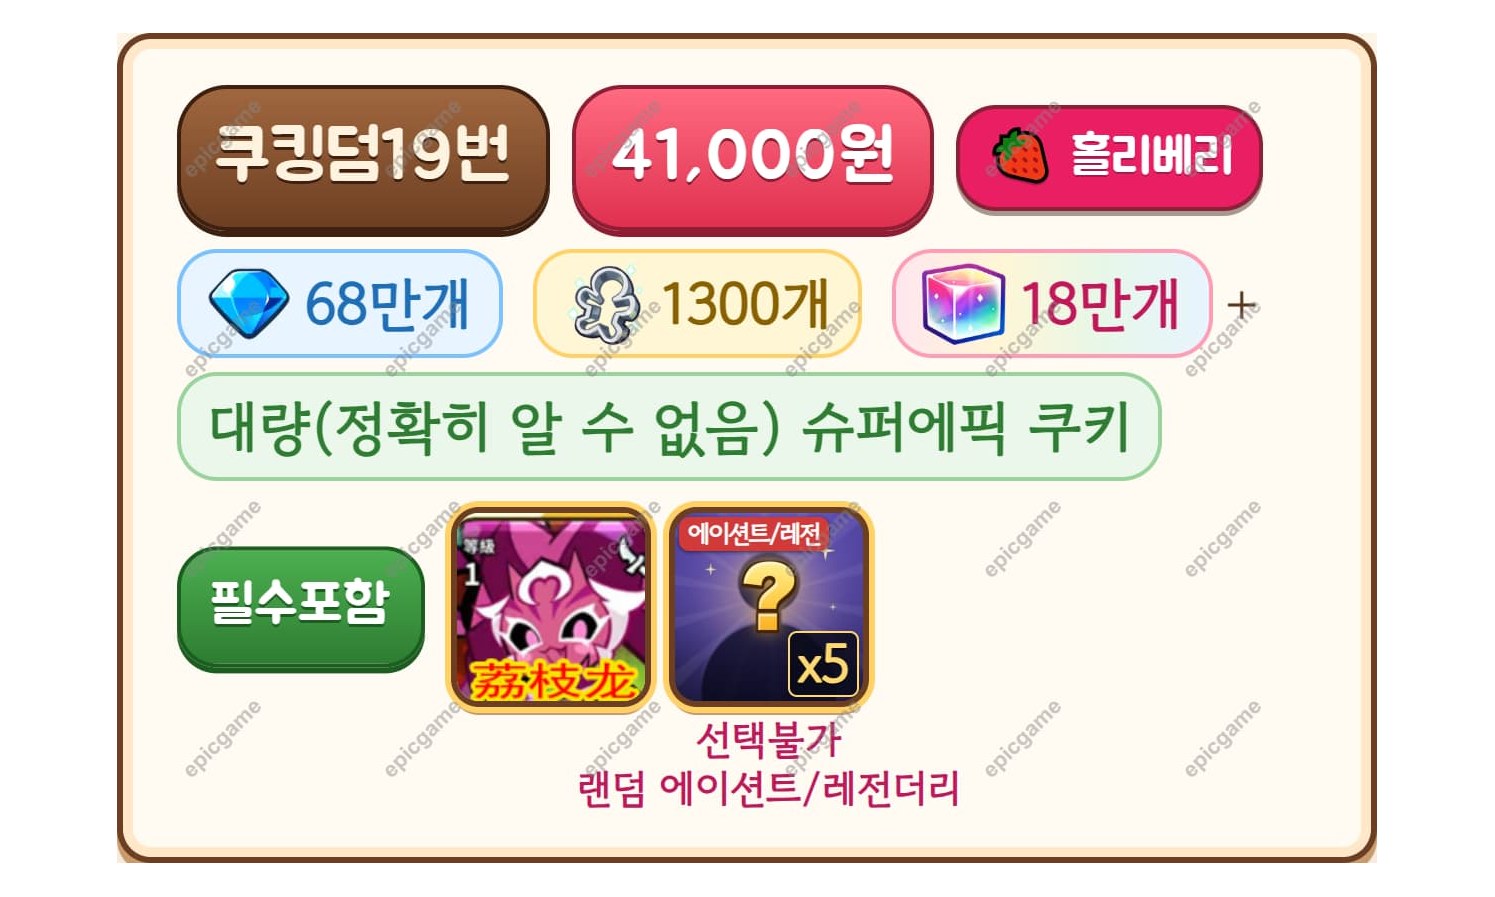 쿠킹덤19번
41,000원
홀리베리
68만개
1300개
18만개
+
대량(정확히 알 수 없음) 슈퍼에픽 쿠키
필수포함
等級
1
荔枝龙
에이션트/레전
?
x5
선택불가
랜덤 에이션트/레전더리
epicgame